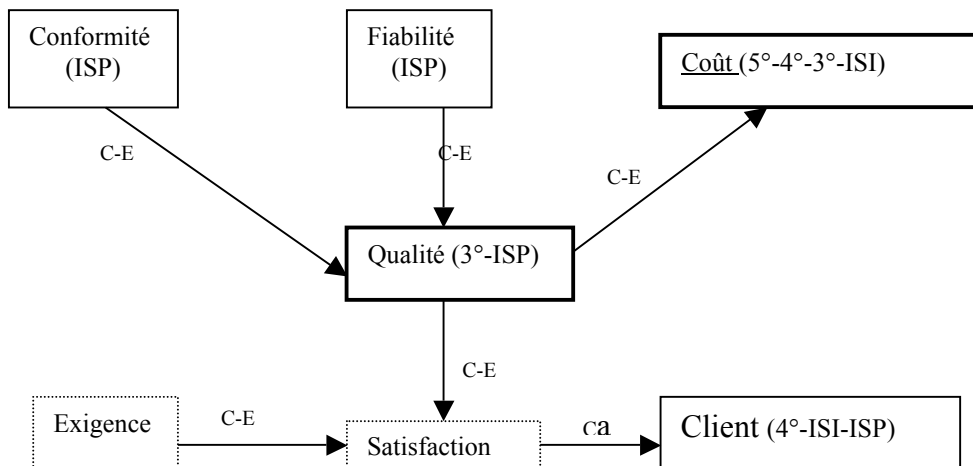 Conformité
(ISP)
Fiabilité
(ISP)
Coût (5°-4°-3°-ISI)
C-E
C-E
C-E
Qualité (3°-ISP)
C-E
Exigence
C-E
Satisfaction
ca
Client (4°-ISI-ISP)